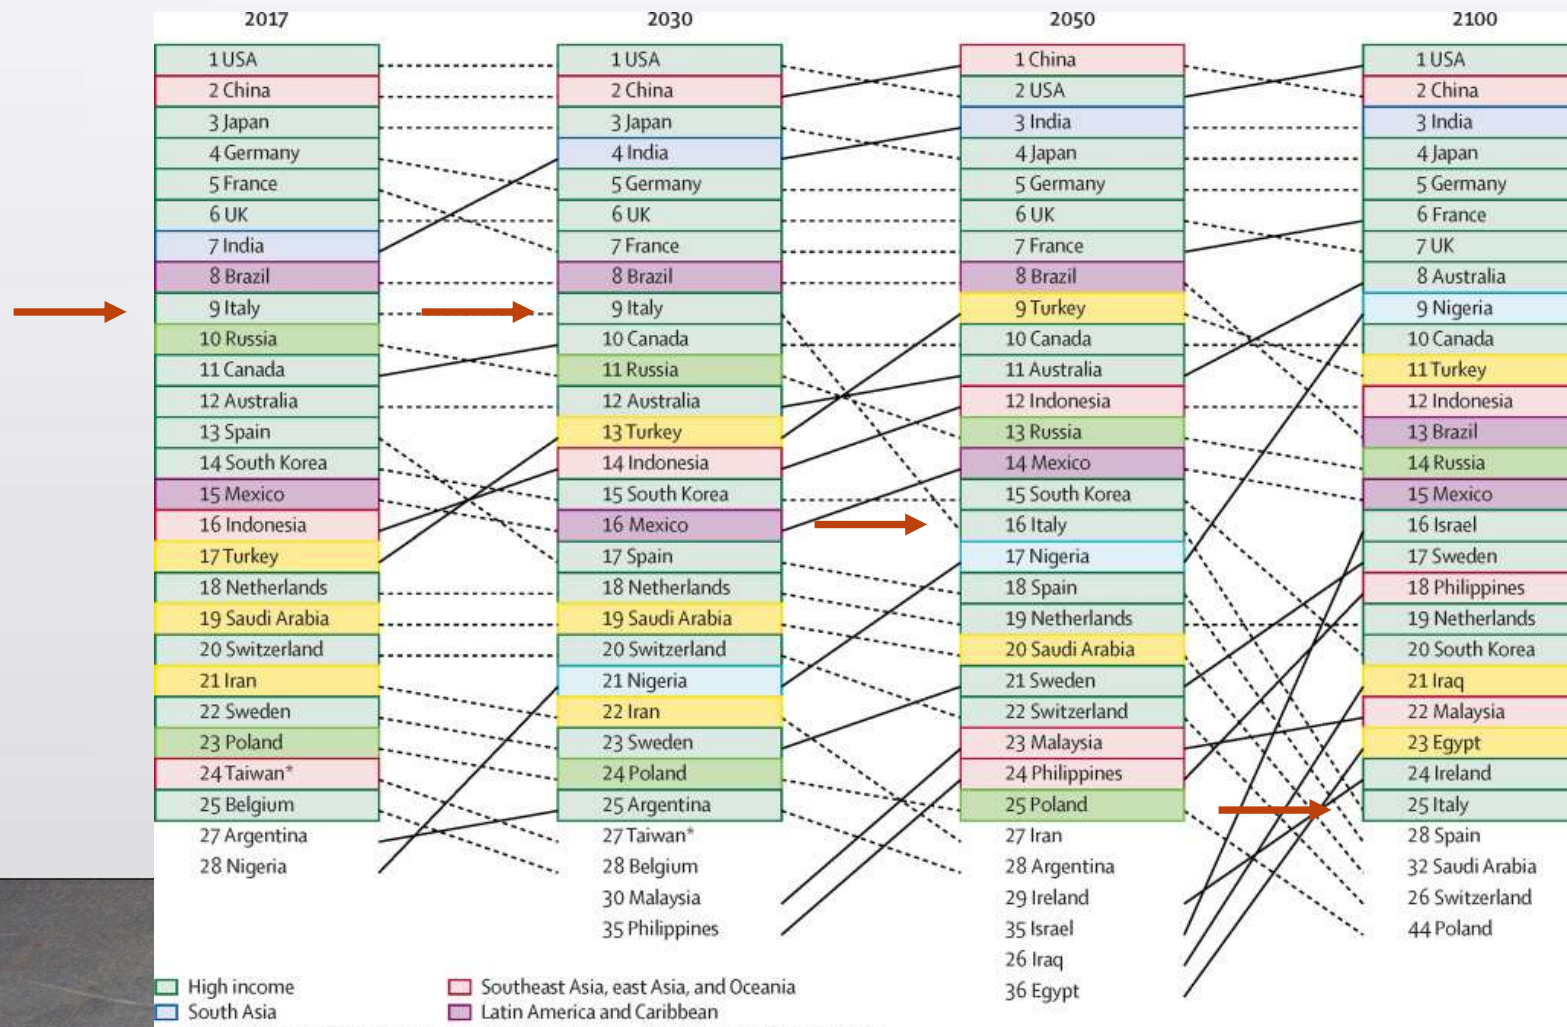 2017
1 USA
2 China
3 Japan
4 Germany
5 France
6 UK
7 India
8 Brazil
9 Italy
10 Russia
11 Canada
12 Australia
13 Spain
14 South Korea
15 Mexico
16 Indonesia
17 Turkey
18 Netherlands
19 Saudi Arabia
20 Switzerland
21 Iran
22 Sweden
23 Poland
24 Taiwan*
25 Belgium
27 Argentina
28 Nigeria
2030
1 USA
2 China
3 Japan
4 India
5 Germany
6 UK
7 France
8 Brazil
9 Italy
10 Canada
11 Russia
12 Australia
13 Turkey
14 Indonesia
15 South Korea
16 Mexico
17 Spain
18 Netherlands
19 Saudi Arabia
20 Switzerland
21 Nigeria
22 Iran
23 Sweden
24 Poland
25 Argentina
27 Taiwan*
28 Belgium
30 Malaysia
35 Philippines
2050
1 China
2 USA
3 India
4 Japan
5 Germany
6 UK
7 France
8 Brazil
9 Turkey
10 Canada
11 Australia
12 Indonesia
13 Russia
14 Mexico
15 South Korea
16 Italy
17 Nigeria
18 Spain
19 Netherlands
20 Saudi Arabia
21 Sweden
22 Switzerland
23 Malaysia
24 Philippines
25 Poland
27 Iran
28 Argentina
29 Ireland
35 Israel
26 Iraq
36 Egypt
2100
1 USA
2 China
3 India
4 Japan
5 Germany
6 France
7 UK
8 Australia
9 Nigeria
10 Canada
11 Turkey
12 Indonesia
13 Brazil
14 Russia
15 Mexico
16 Israel
17 Sweden
18 Philippines
19 Netherlands
20 South Korea
21 Iraq
22 Malaysia
23 Egypt
24 Ireland
25 Italy
28 Spain
32 Saudi Arabia
26 Switzerland
44 Poland
High income
South Asia
Southeast Asia, east Asia, and Oceania
Latin America and Caribbean